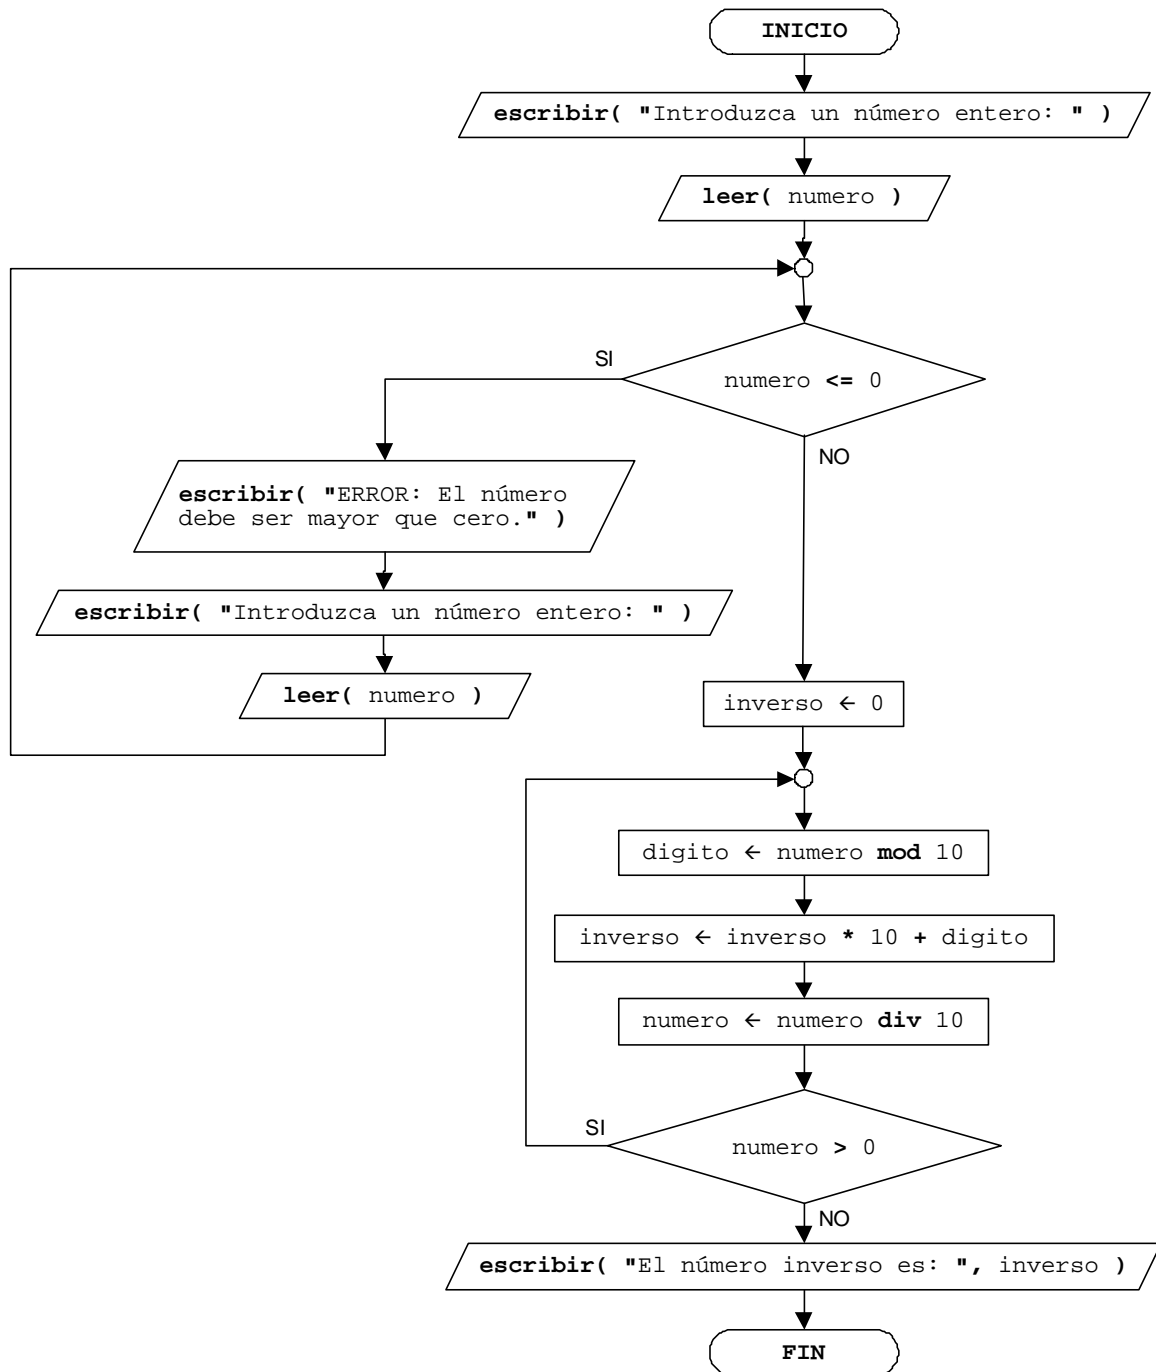 INICIO
escribir( "Introduzca un número entero: " )
leer( numero )
SI
numero <= 0
NO
escribir( "ERROR: El número
debe ser mayor que cero." )
escribir( "Introduzca un número entero: " )
leer( numero )
inverso ← 0
digito ← numero mod 10
inverso ← inverso * 10 + digito
numero ← numero div 10
SI
numero > 0
NO
escribir( "El número inverso es: ", inverso )
FIN